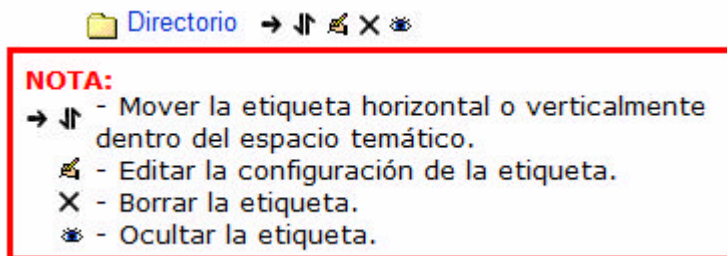 Directorio
NOTA:
- Mover la etiqueta horizontal o verticalmente
dentro del espacio temático.
- Editar la configuración de la etiqueta.
- Borrar la etiqueta.
- Ocultar la etiqueta.